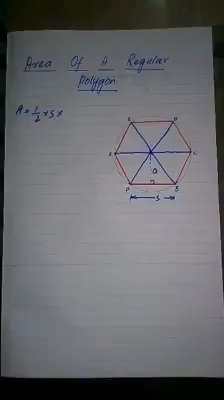 Area Of A Regular
Polygon
A = 1/2 × S ×
E
D
F
C
a
A
B
S